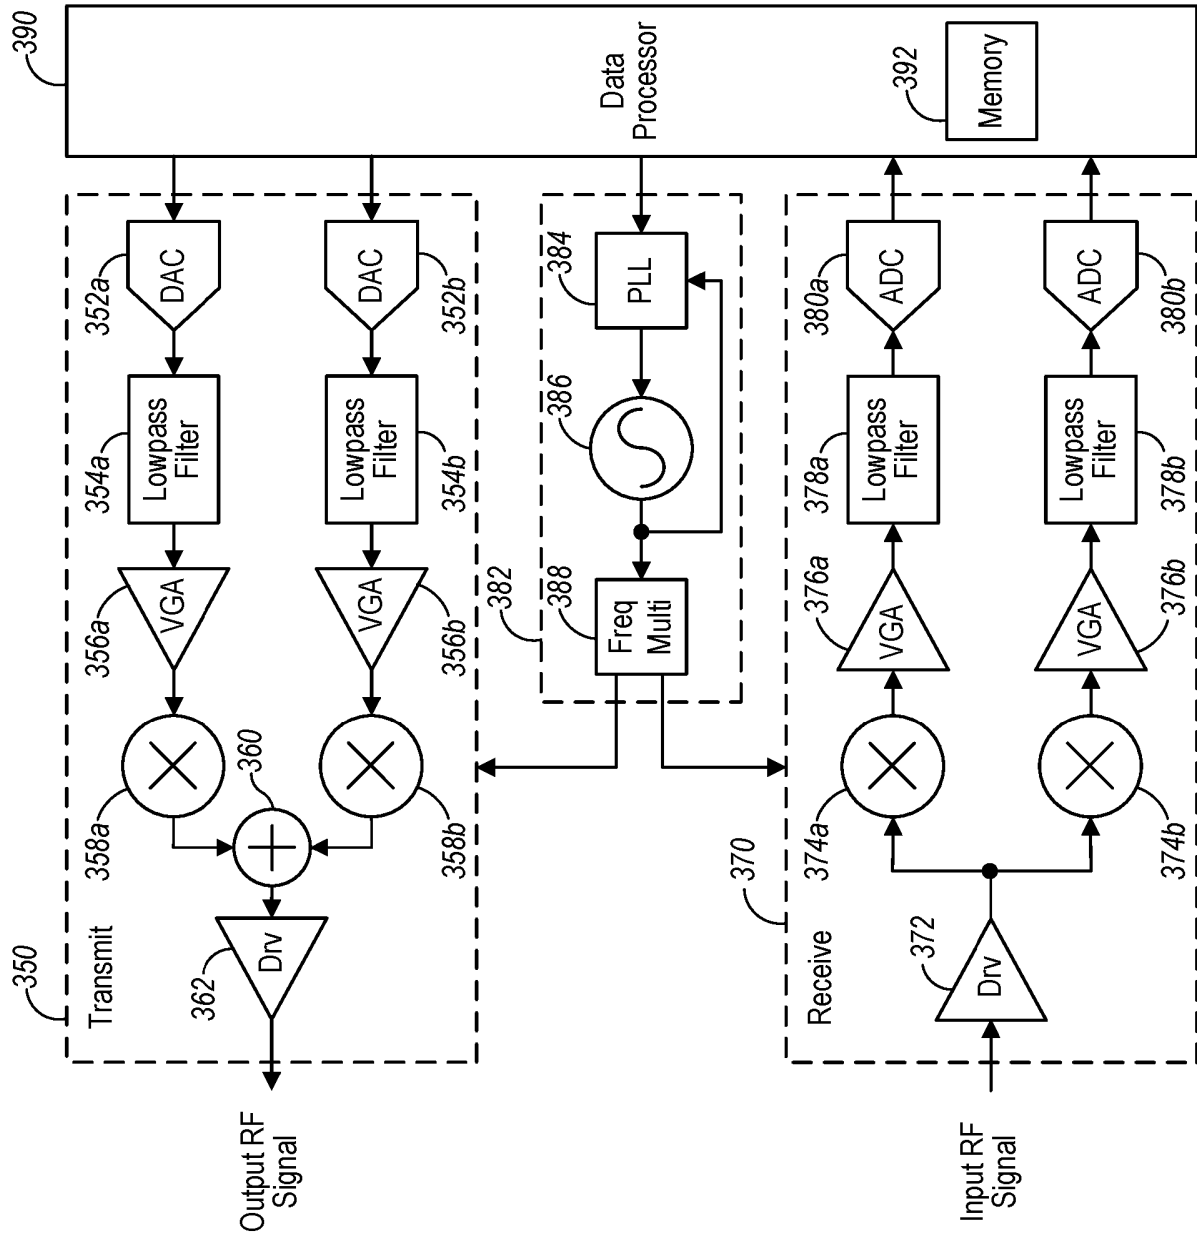 390
Data
Processor
392
Memory
352a
DAC
352b
DAC
354a
Lowpass
Filter
354b
Lowpass
Filter
356a
VGA
356b
VGA
358a
358b
360
362
Drv
350
Transmit
Output RF
Signal
382
384
PLL
386
388
Freq
Multi
380a
ADC
380b
ADC
378a
Lowpass
Filter
378b
Lowpass
Filter
376a
VGA
376b
VGA
374a
374b
370
372
Drv
Receive
Input RF
Signal